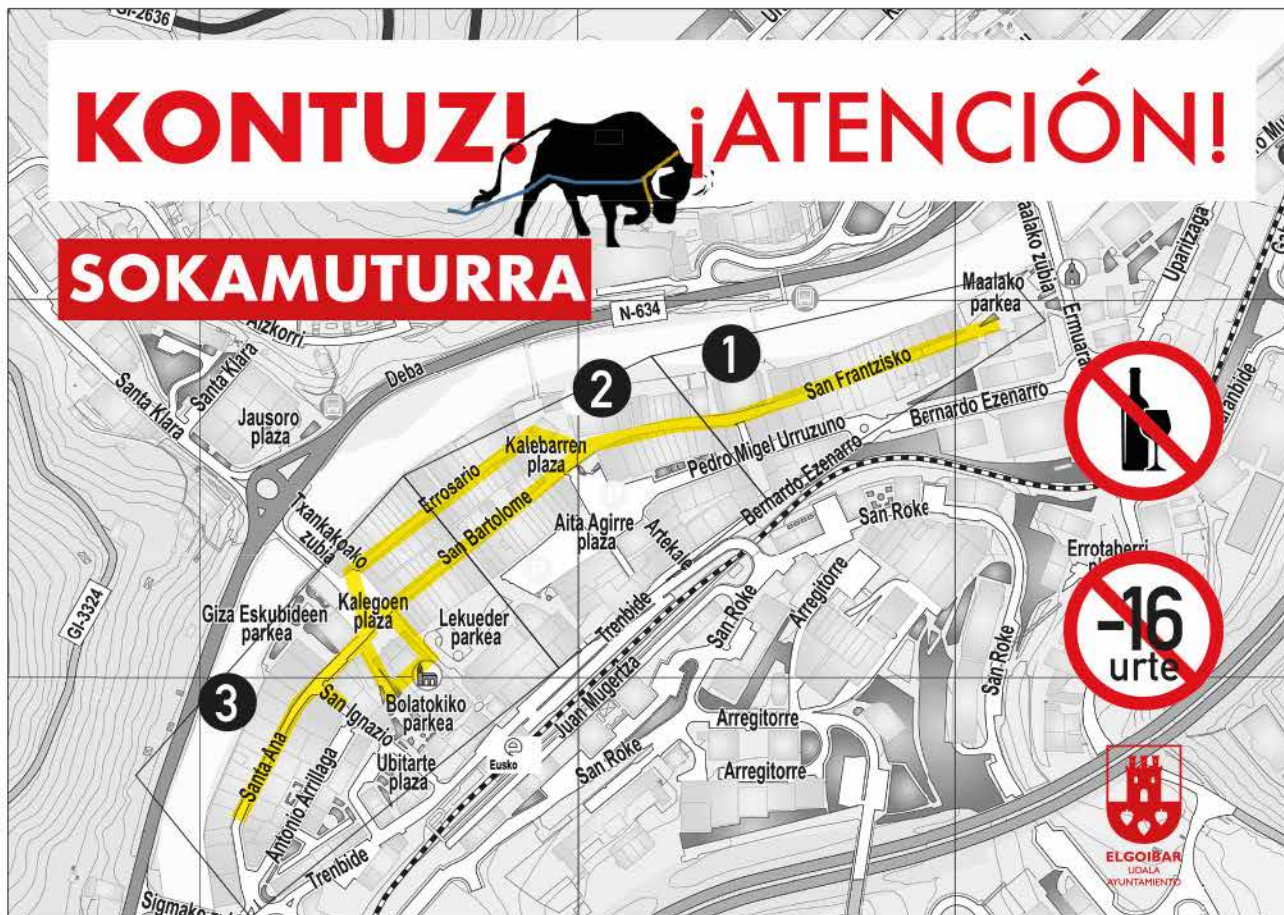 GI-2636
KONTUZ!
¡ATENCIÓN!
SOKAMUTURRA
Aizkorri
Santa Klara
Santa Klara
Jausoro
plaza
Deba
N-634
Maalako
parkea
Ermuara
Uparitzaga
1
2
3
San Frantzisko
Bernardo Ezenarro
Pedro Migel Urruzuno
Bernardo Ezenarro
Kalebarren
plaza
Errosario
San Bartolome
Txankakoako
zubia
Aita Agirre
plaza
Artekale
San Roke
Errotaberri
Kalegoen
plaza
Giza Eskubideen
parkea
Lekueder
parkea
Trenbide
San Roke
Arregitorre
San Roke
GI-3324
Bolatokiko
parkea
San Ignazio
Juan Mugertza
Arregitorre
Santa Ana
Ubitarte
plaza
Eusko
San Roke
Arregitorre
Antonio Arrillaga
Trenbide
-16
urte
ELGOIBAR
UDALA
AYUNTAMIENTO